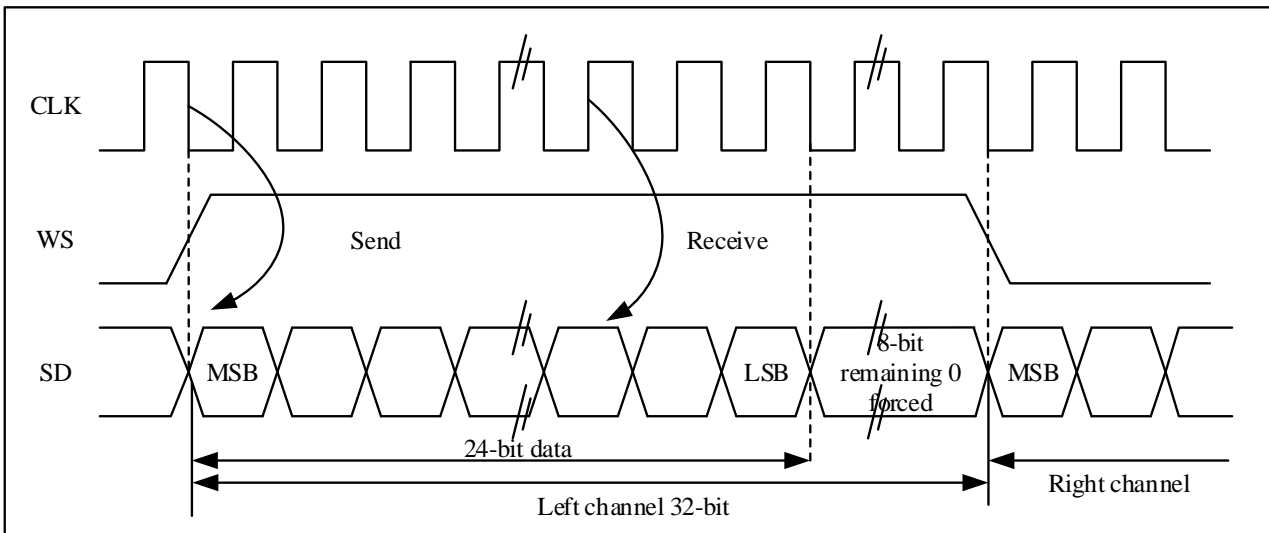 CLK
WS
Send
Receive
SD
MSB
LSB
8-bit
remaining 0
forced
MSB
24-bit data
Left channel 32-bit
Right channel